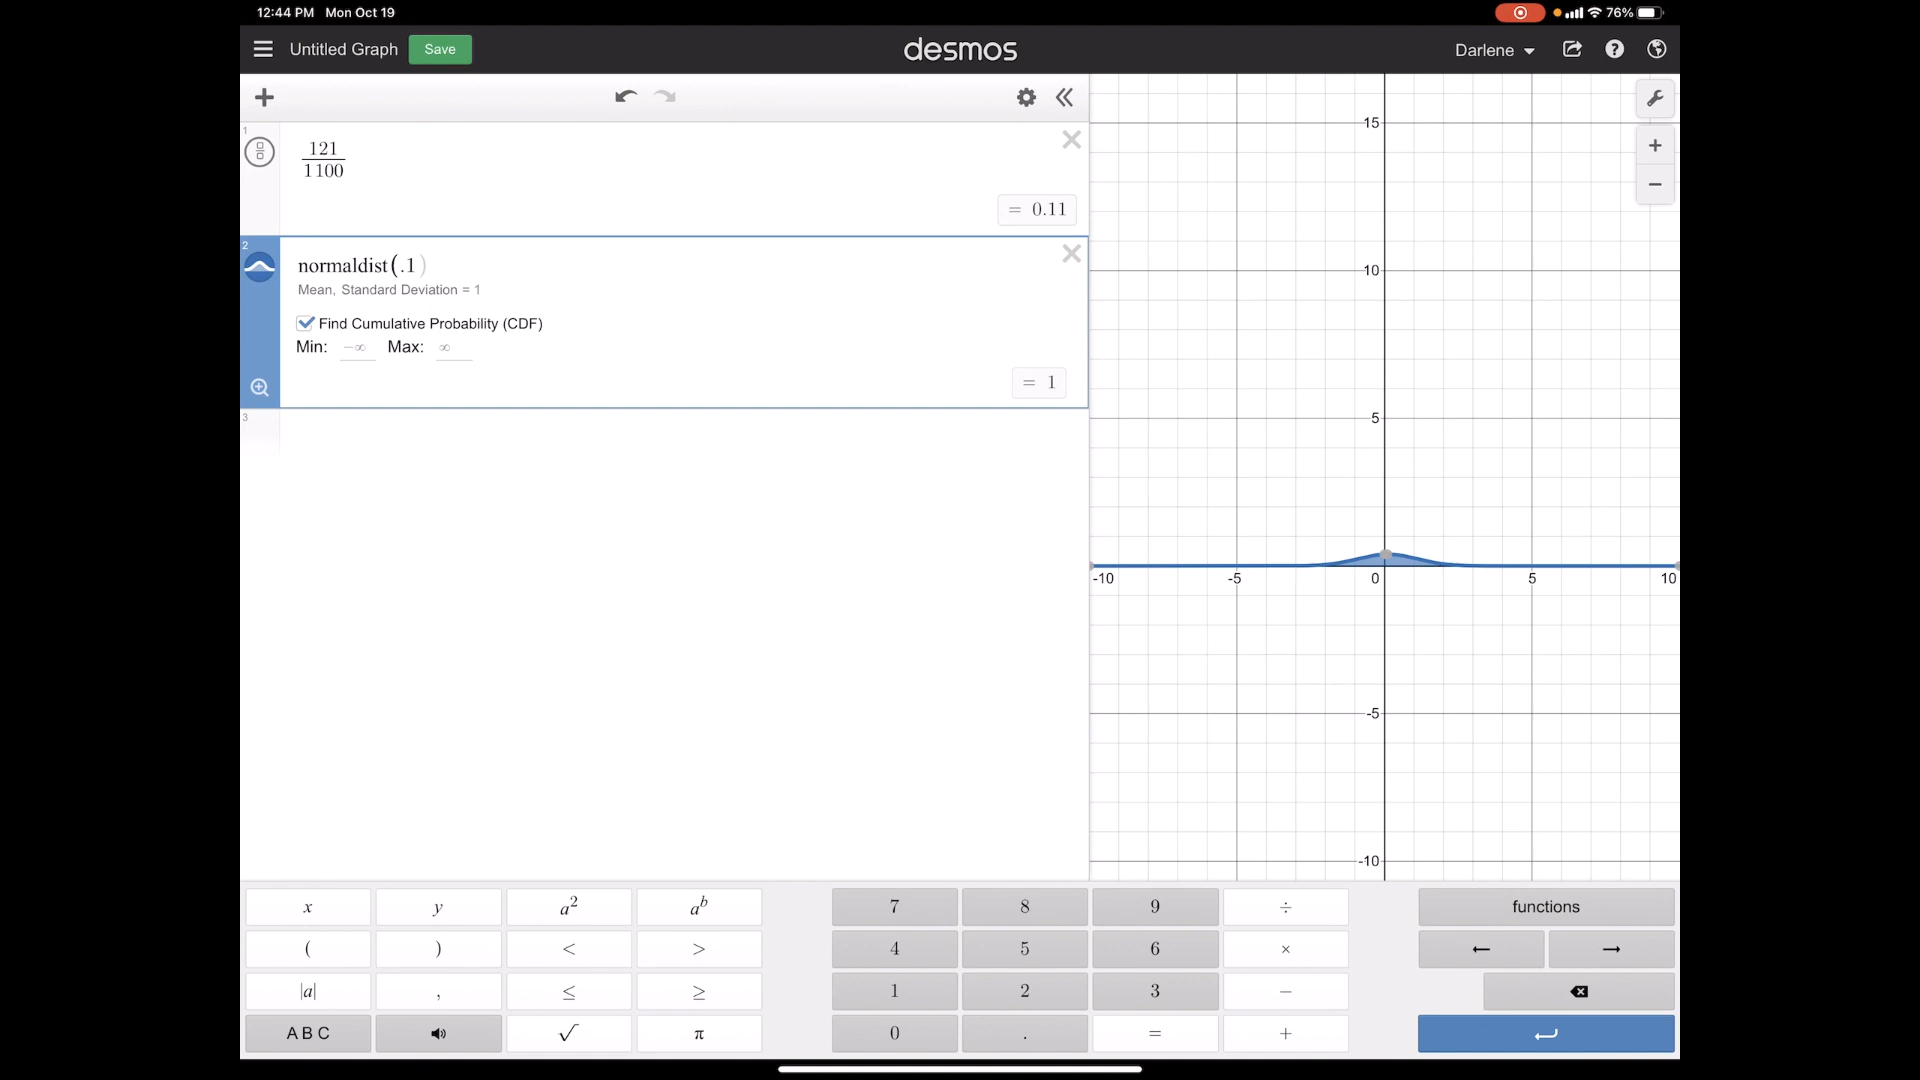 12:44 PM Mon Oct 19
76%
Untitled Graph Save desmos Darlene
1
121
1100
= 0.11
2
normaldist(.1)
Mean, Standard Deviation = 1
Find Cumulative Probability (CDF)
Min: -∞ Max: ∞
= 1
3
15
10
5
-10 -5 0 5 10
-5
-10
x y a² aᵇ 7 8 9 ÷ functions
( ) < > 4 5 6 × ← →
|a| , ≤ ≥ 1 2 3 −
A B C √ π 0 . = +